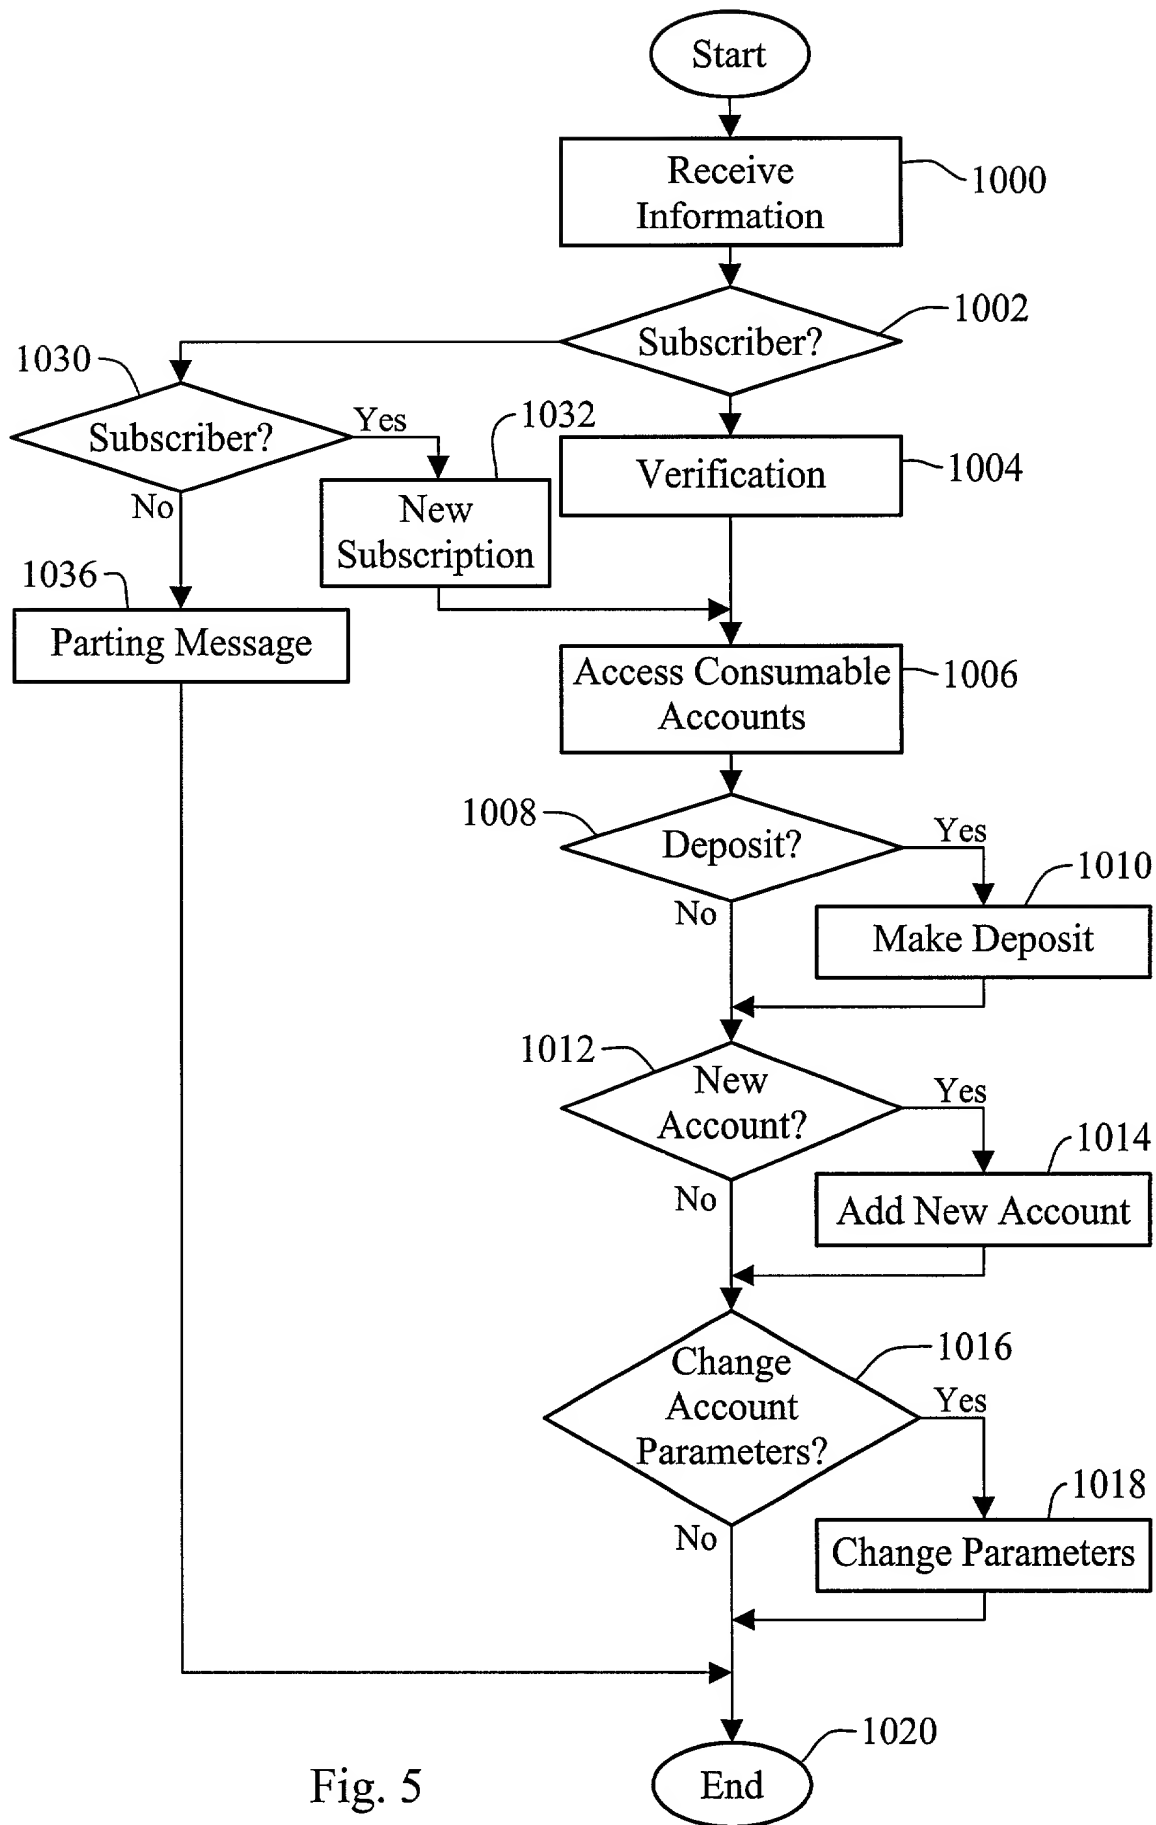 Start
Receive
Information
1000
Subscriber?
1002
1030
Subscriber?
Yes
No
1032
New
Subscription
Verification
1004
1036
Parting Message
Access Consumable
Accounts
1006
1008
Deposit?
Yes
No
1010
Make Deposit
1012
New
Account?
Yes
No
1014
Add New Account
Change
Account
Parameters?
1016
Yes
No
1018
Change Parameters
1020
End
Fig. 5